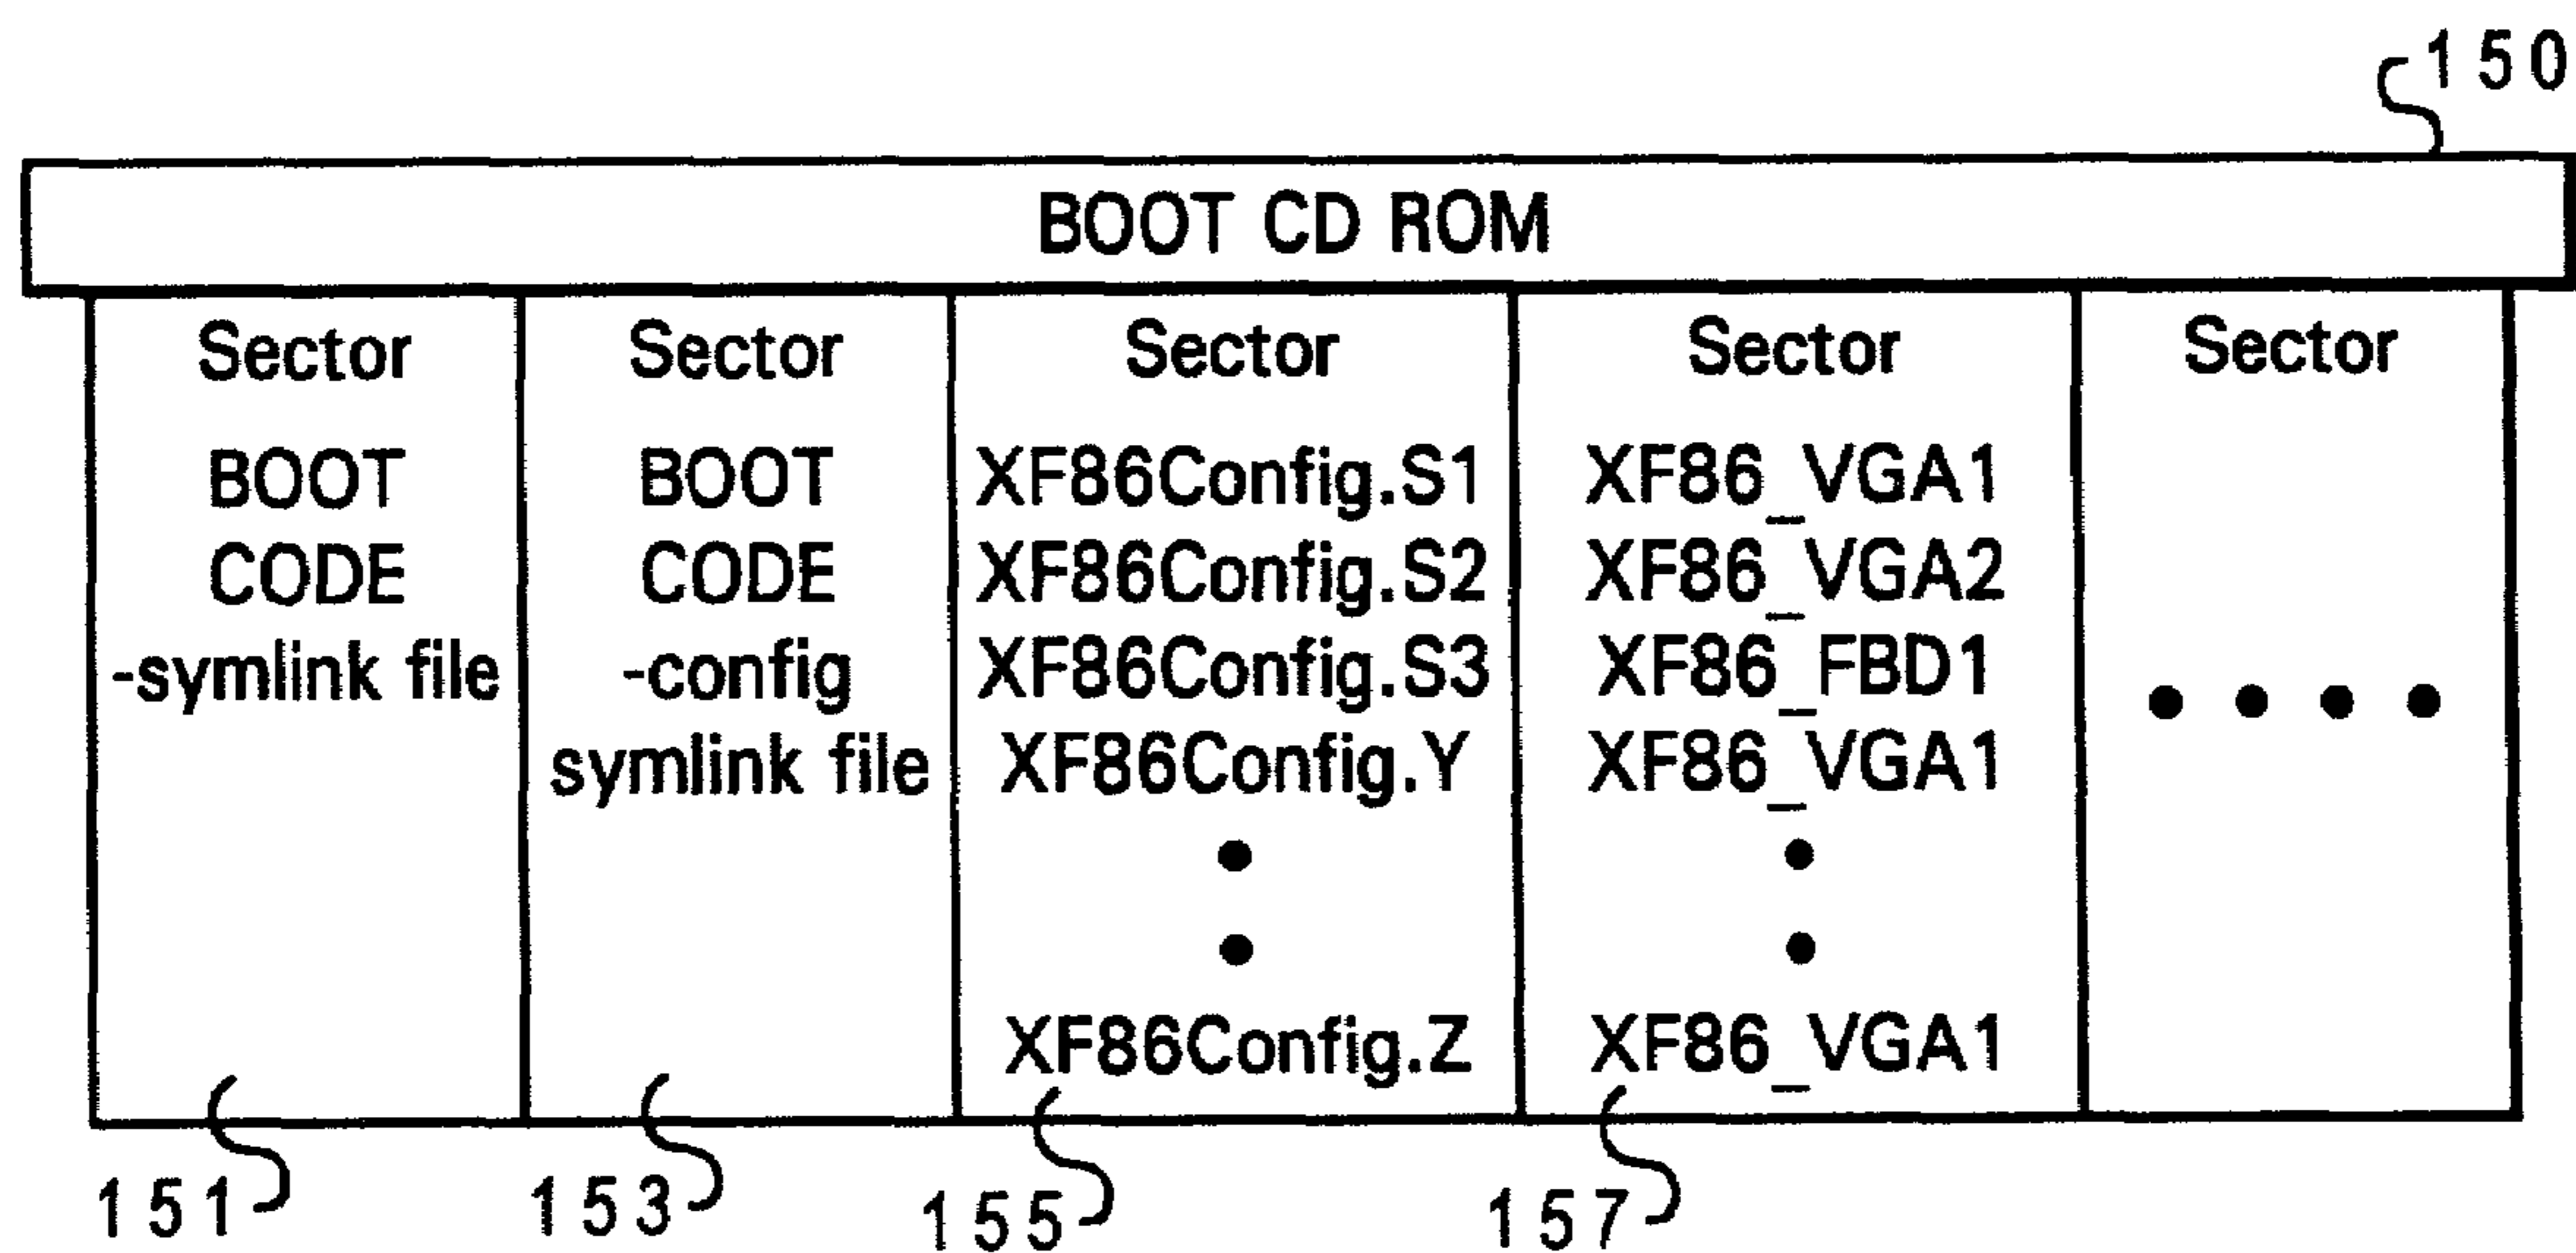 150
BOOT CD ROM
Sector
BOOT
CODE
-symlink file
Sector
BOOT
CODE
-config
symlink file
Sector
XF86Config.S1
XF86Config.S2
XF86Config.S3
XF86Config.Y
XF86Config.Z
Sector
XF86_VGA1
XF86_VGA2
XF86_FBD1
XF86_VGA1
XF86_VGA1
Sector
151
153
155
157